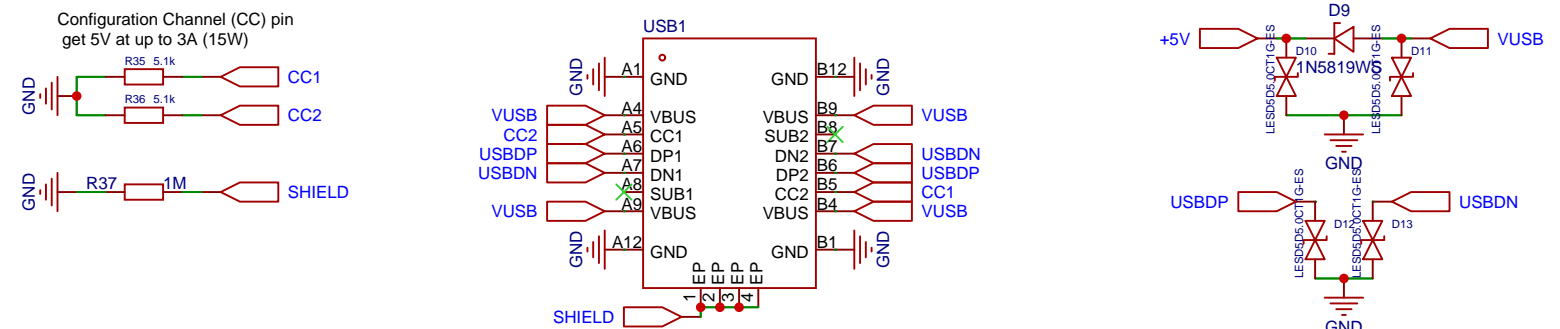 Configuration Channel (CC) pin
get 5V at up to 3A (15W)
R35 5.1k
CC1
GND
R36 5.1k
CC2
GND
R37
1M
SHIELD
USB1
GND
A1
GND
GND
B12
GND
VUSB
A4
VBUS
VBUS
B9
VUSB
CC2
A5
CC1
SUB2
B8
USBDP
A6
DP1
DN2
B7
USBDN
USBDN
A7
DN1
DP2
B6
USBDP
A8
SUB1
CC2
B5
CC1
VUSB
A9
VBUS
VBUS
B4
VUSB
GND
A12
GND
GND
B1
GND
EP
EP
EP
EP
1
2
3
4
SHIELD
D9
+5V
VUSB
D10
D11
1N5819WS
LESD5D5.0CT1G-ES
LESD5D5.0CT1G-ES
GND
USBDP
USBDN
D12
D13
LESD5D5.0CT1G-ES
LESD5D5.0CT1G-ES
GND